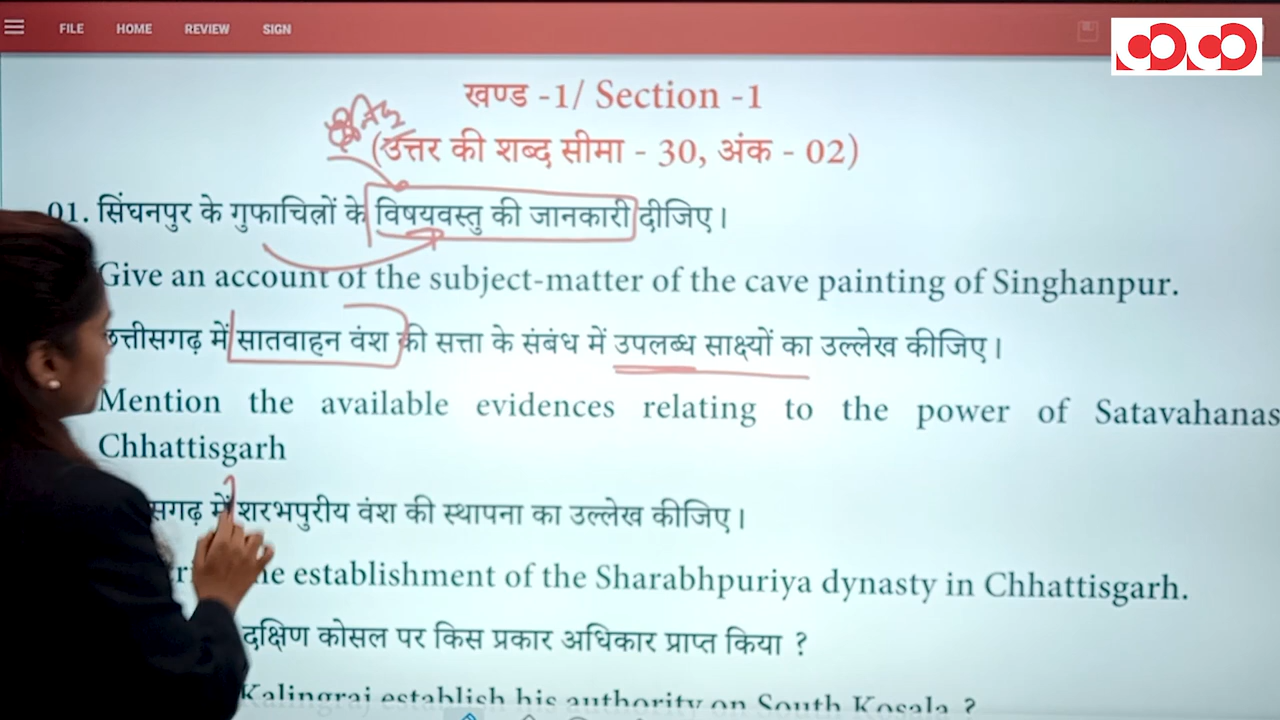 FILE HOME REVIEW SIGN
खण्ड -1/ Section -1
(उत्तर की शब्द सीमा - 30, अंक - 02)
01. सिंघनपुर के गुफाचित्रों के विषयवस्तु की जानकारी दीजिए।
Give an account of the subject-matter of the cave painting of Singhanpur.
छत्तीसगढ़ में सातवाहन वंश की सत्ता के संबंध में उपलब्ध साक्ष्यों का उल्लेख कीजिए।
Mention the available evidences relating to the power of Satavahanas
Chhattisgarh
सगढ़ में शरभपुरीय वंश की स्थापना का उल्लेख कीजिए।
establishment of the Sharabhpuriya dynasty in Chhattisgarh.
दक्षिण कोसल पर किस प्रकार अधिकार प्राप्त किया ?
Kalingraj establish his authority on South Kosala ?